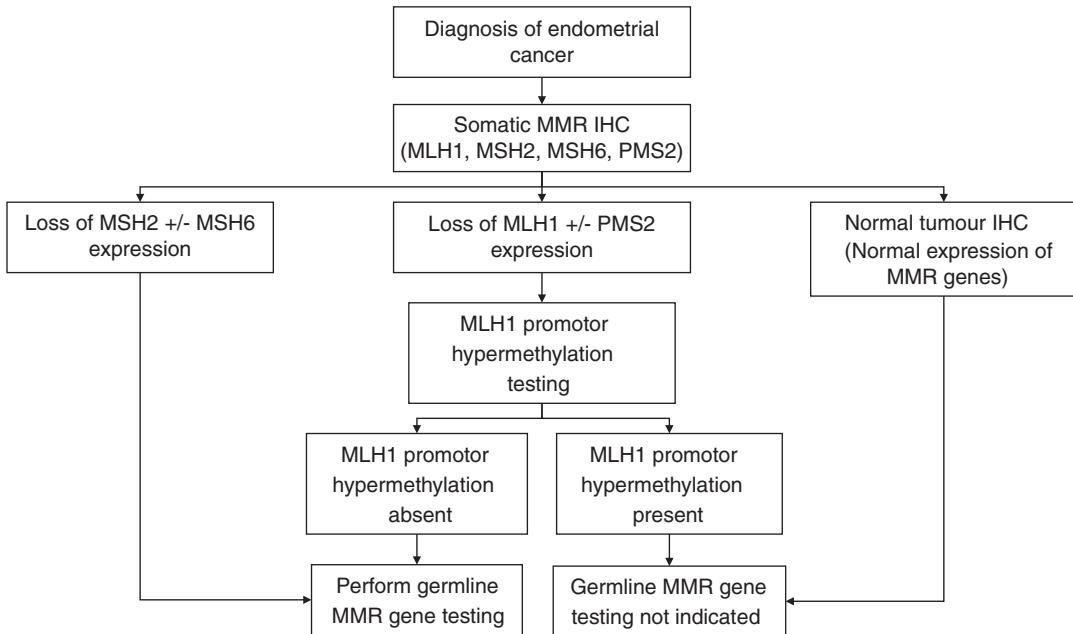 Diagnosis of endometrial
cancer
Somatic MMR IHC
(MLH1, MSH2, MSH6, PMS2)
Loss of MSH2 +/- MSH6
expression
Loss of MLH1 +/- PMS2
expression
Normal tumour IHC
(Normal expression of
MMR genes)
MLH1 promotor
hypermethylation
testing
MLH1 promotor
hypermethylation
absent
MLH1 promotor
hypermethylation
present
Perform germline
MMR gene testing
Germline MMR gene
testing not indicated